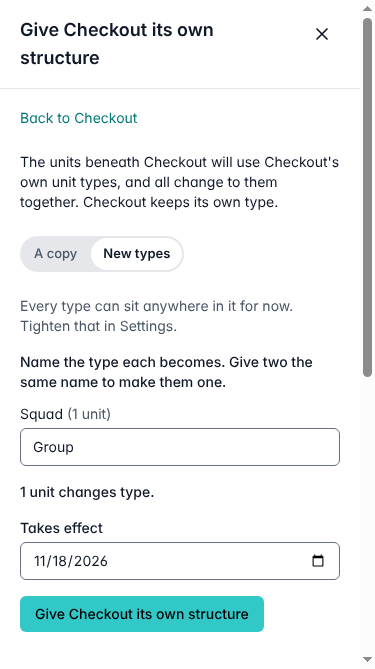 Give Checkout its own
structure
Back to Checkout
The units beneath Checkout will use Checkout's
own unit types, and all change to them
together. Checkout keeps its own type.
A copy
New types
Every type can sit anywhere in it for now.
Tighten that in Settings.
Name the type each becomes. Give two the
same name to make them one.
Squad (1 unit)
Group
1 unit changes type.
Takes effect
11/18/2026
Give Checkout its own structure